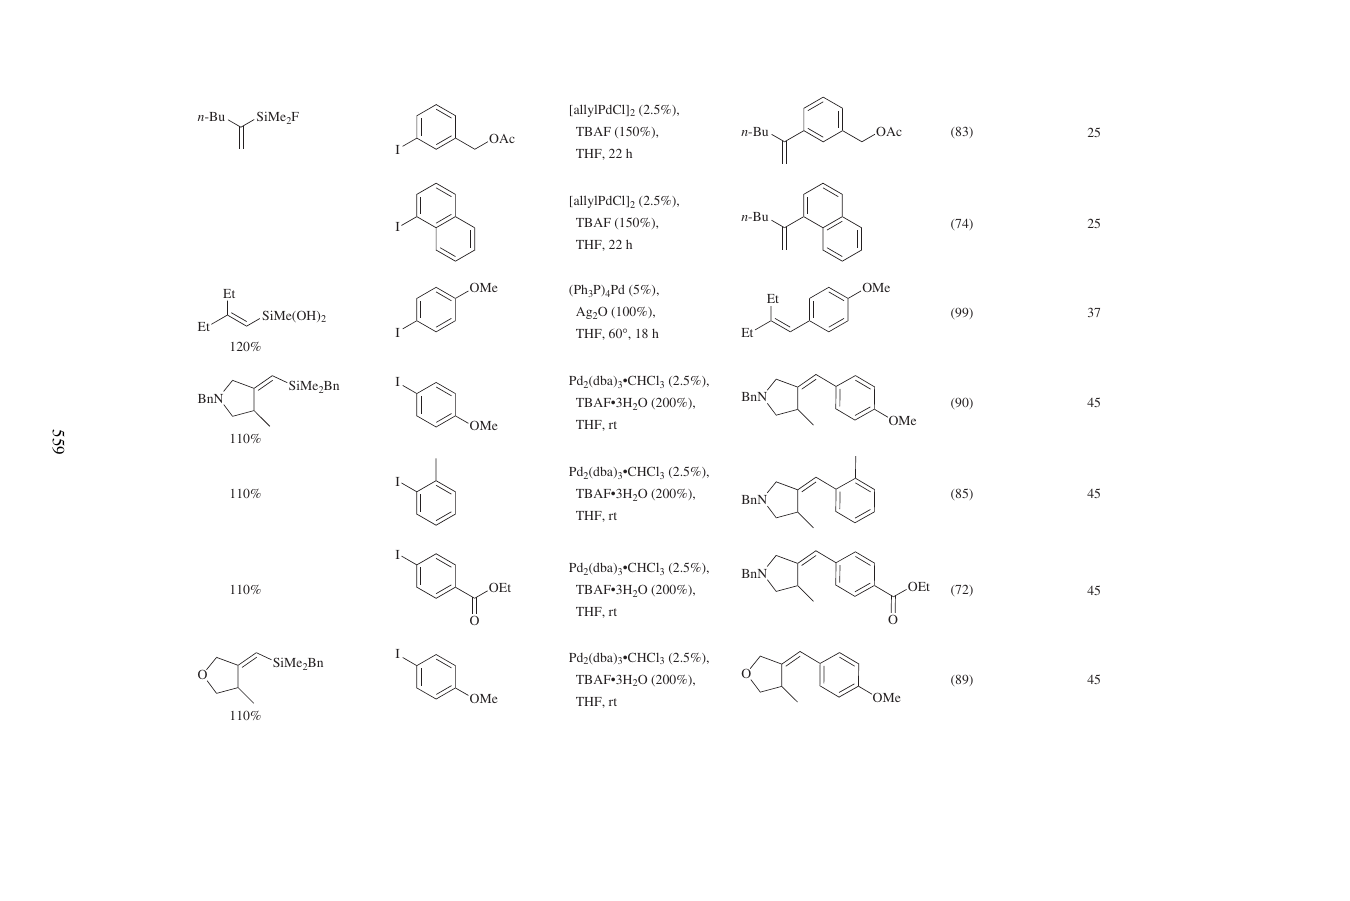 n-Bu SiMe2F I OAc [allylPdCl]2 (2.5%), TBAF (150%), THF, 22 h n-Bu OAc (83) 25
I [allylPdCl]2 (2.5%), TBAF (150%), THF, 22 h n-Bu (74) 25
Et Et SiMe(OH)2 120% I OMe (Ph3P)4Pd (5%), Ag2O (100%), THF, 60°, 18 h Et Et OMe (99) 37
BnN SiMe2Bn 110% I OMe Pd2(dba)3•CHCl3 (2.5%), TBAF•3H2O (200%), THF, rt BnN OMe (90) 45
110% I Pd2(dba)3•CHCl3 (2.5%), TBAF•3H2O (200%), THF, rt BnN (85) 45
110% I OEt O Pd2(dba)3•CHCl3 (2.5%), TBAF•3H2O (200%), THF, rt BnN OEt O (72) 45
O SiMe2Bn 110% I OMe Pd2(dba)3•CHCl3 (2.5%), TBAF•3H2O (200%), THF, rt O OMe (89) 45
559